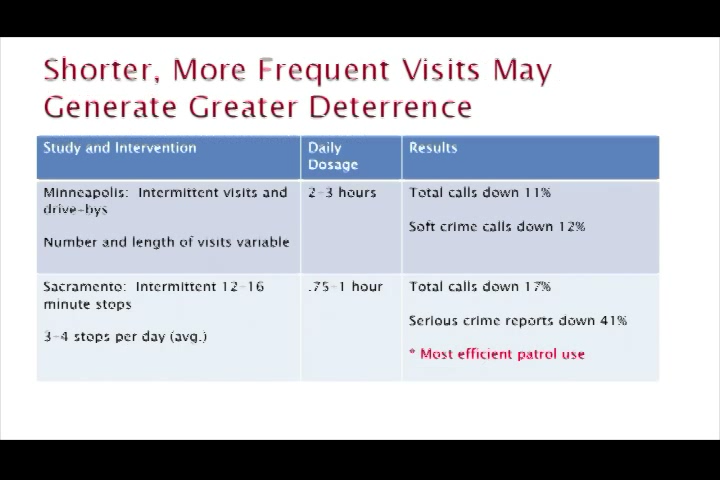 Shorter, More Frequent Visits May
Generate Greater Deterrence
Study and Intervention
Daily
Dosage
Results
Minneapolis: Intermittent visits and
drive-bys
Number and length of visits variable
2-3 hours
Total calls down 11%
Soft crime calls down 12%
Sacramento: Intermittent 12-16
minute stops
3-4 stops per day (avg.)
.75-1 hour
Total calls down 17%
Serious crime reports down 41%
* Most efficient patrol use